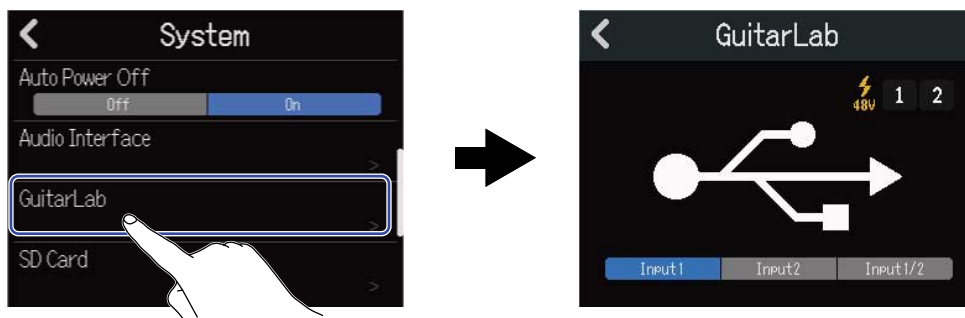 System
Auto Power Off
Off On
Audio Interface
>
GuitarLab
>
SD Card
>
GuitarLab
48V 1 2
Input1 Input2 Input1/2